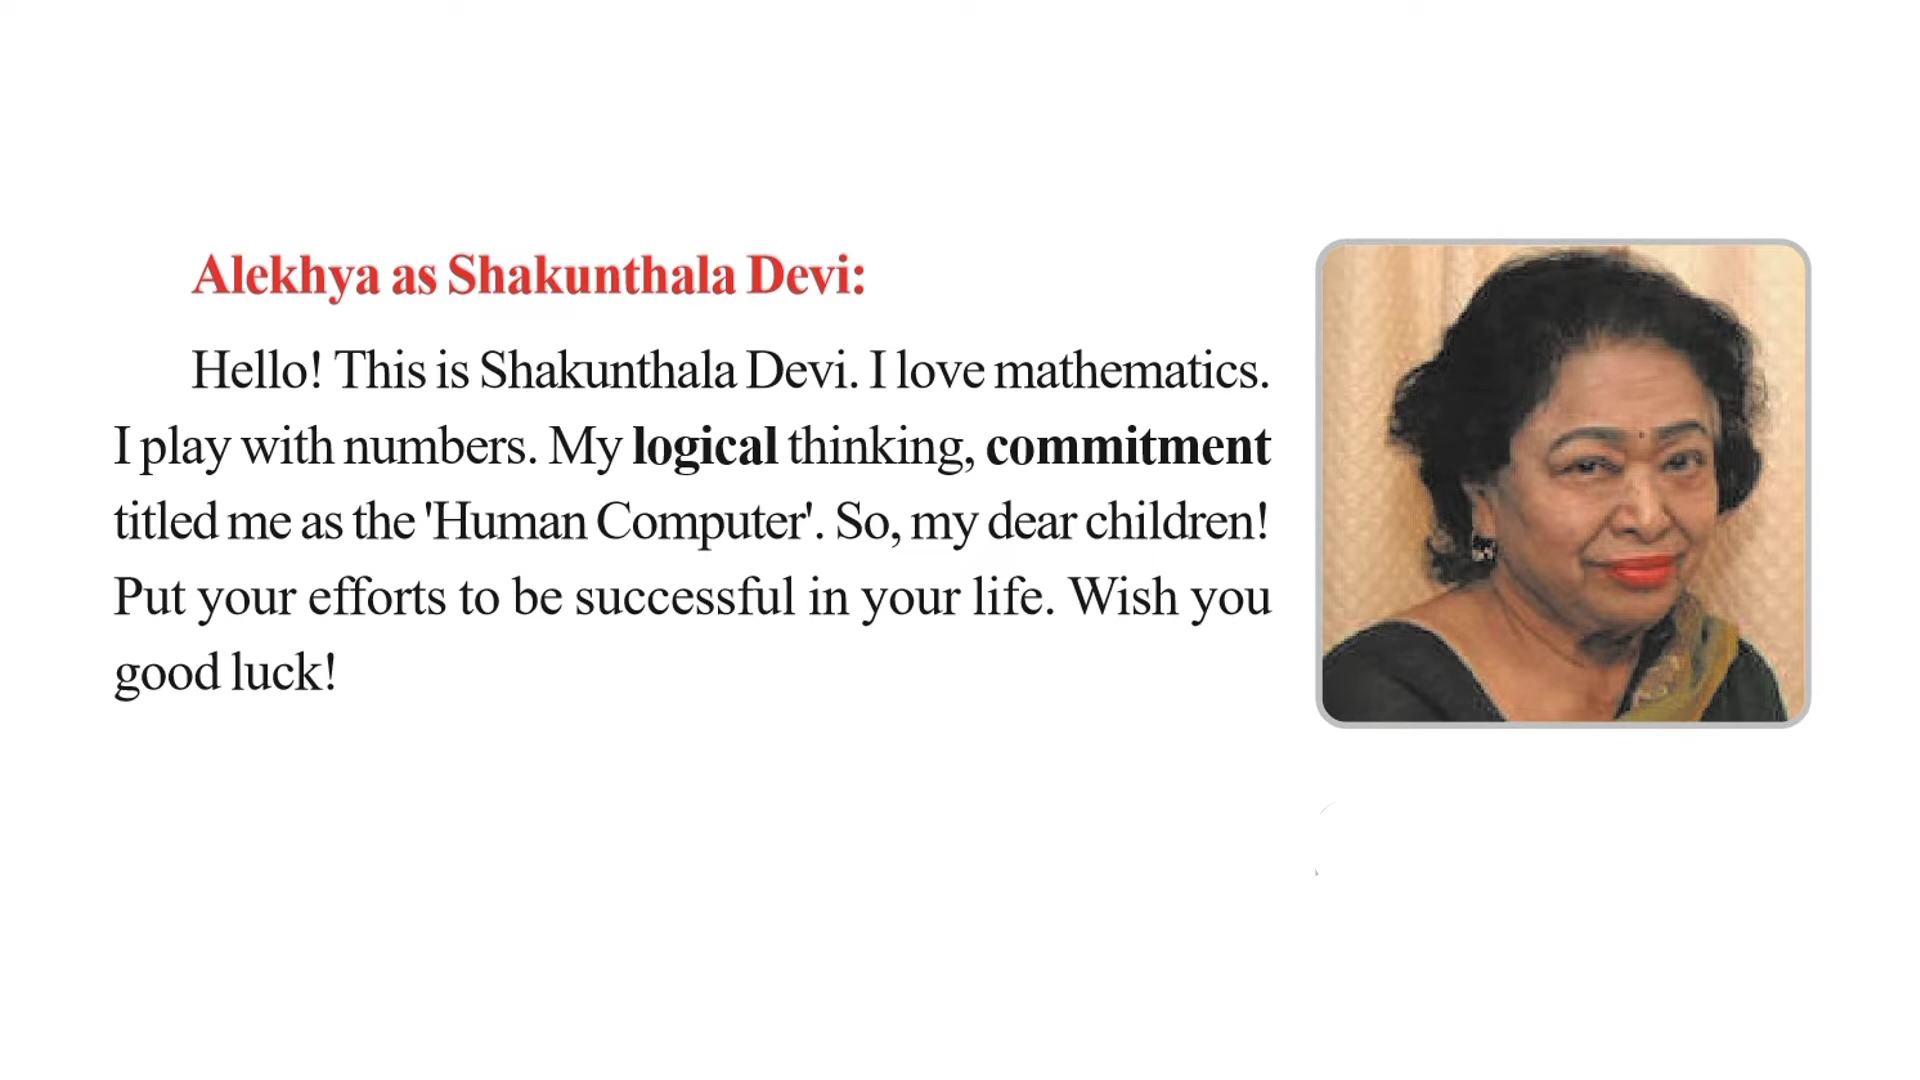 Alekhya as Shakunthala Devi:
Hello! This is Shakunthala Devi. I love mathematics.
I play with numbers. My logical thinking, commitment
titled me as the 'Human Computer'. So, my dear children!
Put your efforts to be successful in your life. Wish you
good luck!